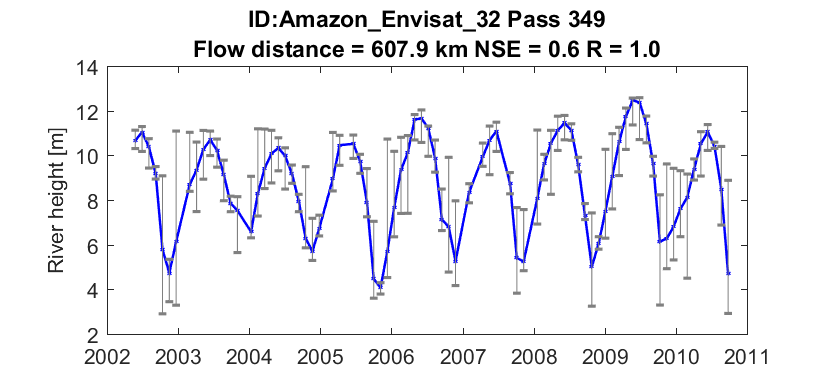 ID:Amazon_Envisat_32 Pass 349
Flow distance = 607.9 km NSE = 0.6 R = 1.0
River height [m]
14
12
10
8
6
4
2
2002 2003 2004 2005 2006 2007 2008 2009 2010 2011